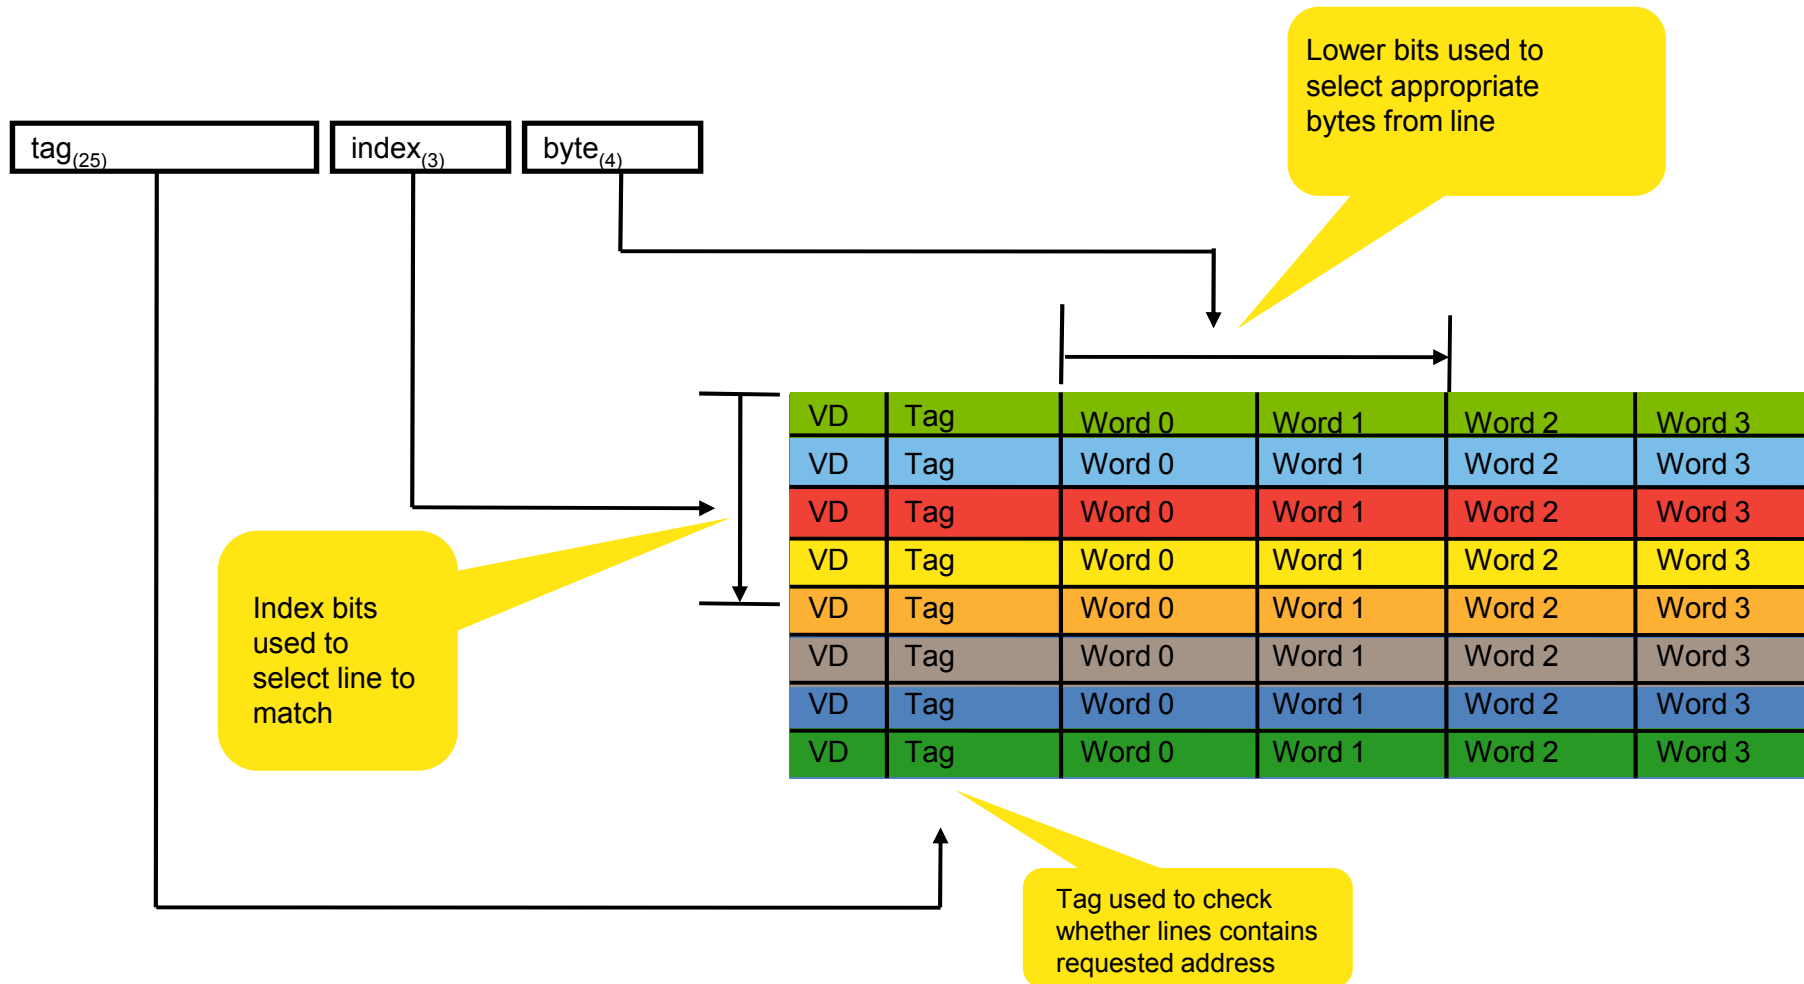 Lower bits used to
select appropriate
bytes from line
tag(25)
index(3)
byte(4)
VD Tag Word 0 Word 1 Word 2 Word 3
VD Tag Word 0 Word 1 Word 2 Word 3
VD Tag Word 0 Word 1 Word 2 Word 3
VD Tag Word 0 Word 1 Word 2 Word 3
VD Tag Word 0 Word 1 Word 2 Word 3
VD Tag Word 0 Word 1 Word 2 Word 3
VD Tag Word 0 Word 1 Word 2 Word 3
VD Tag Word 0 Word 1 Word 2 Word 3
Index bits
used to
select line to
match
Tag used to check
whether lines contains
requested address